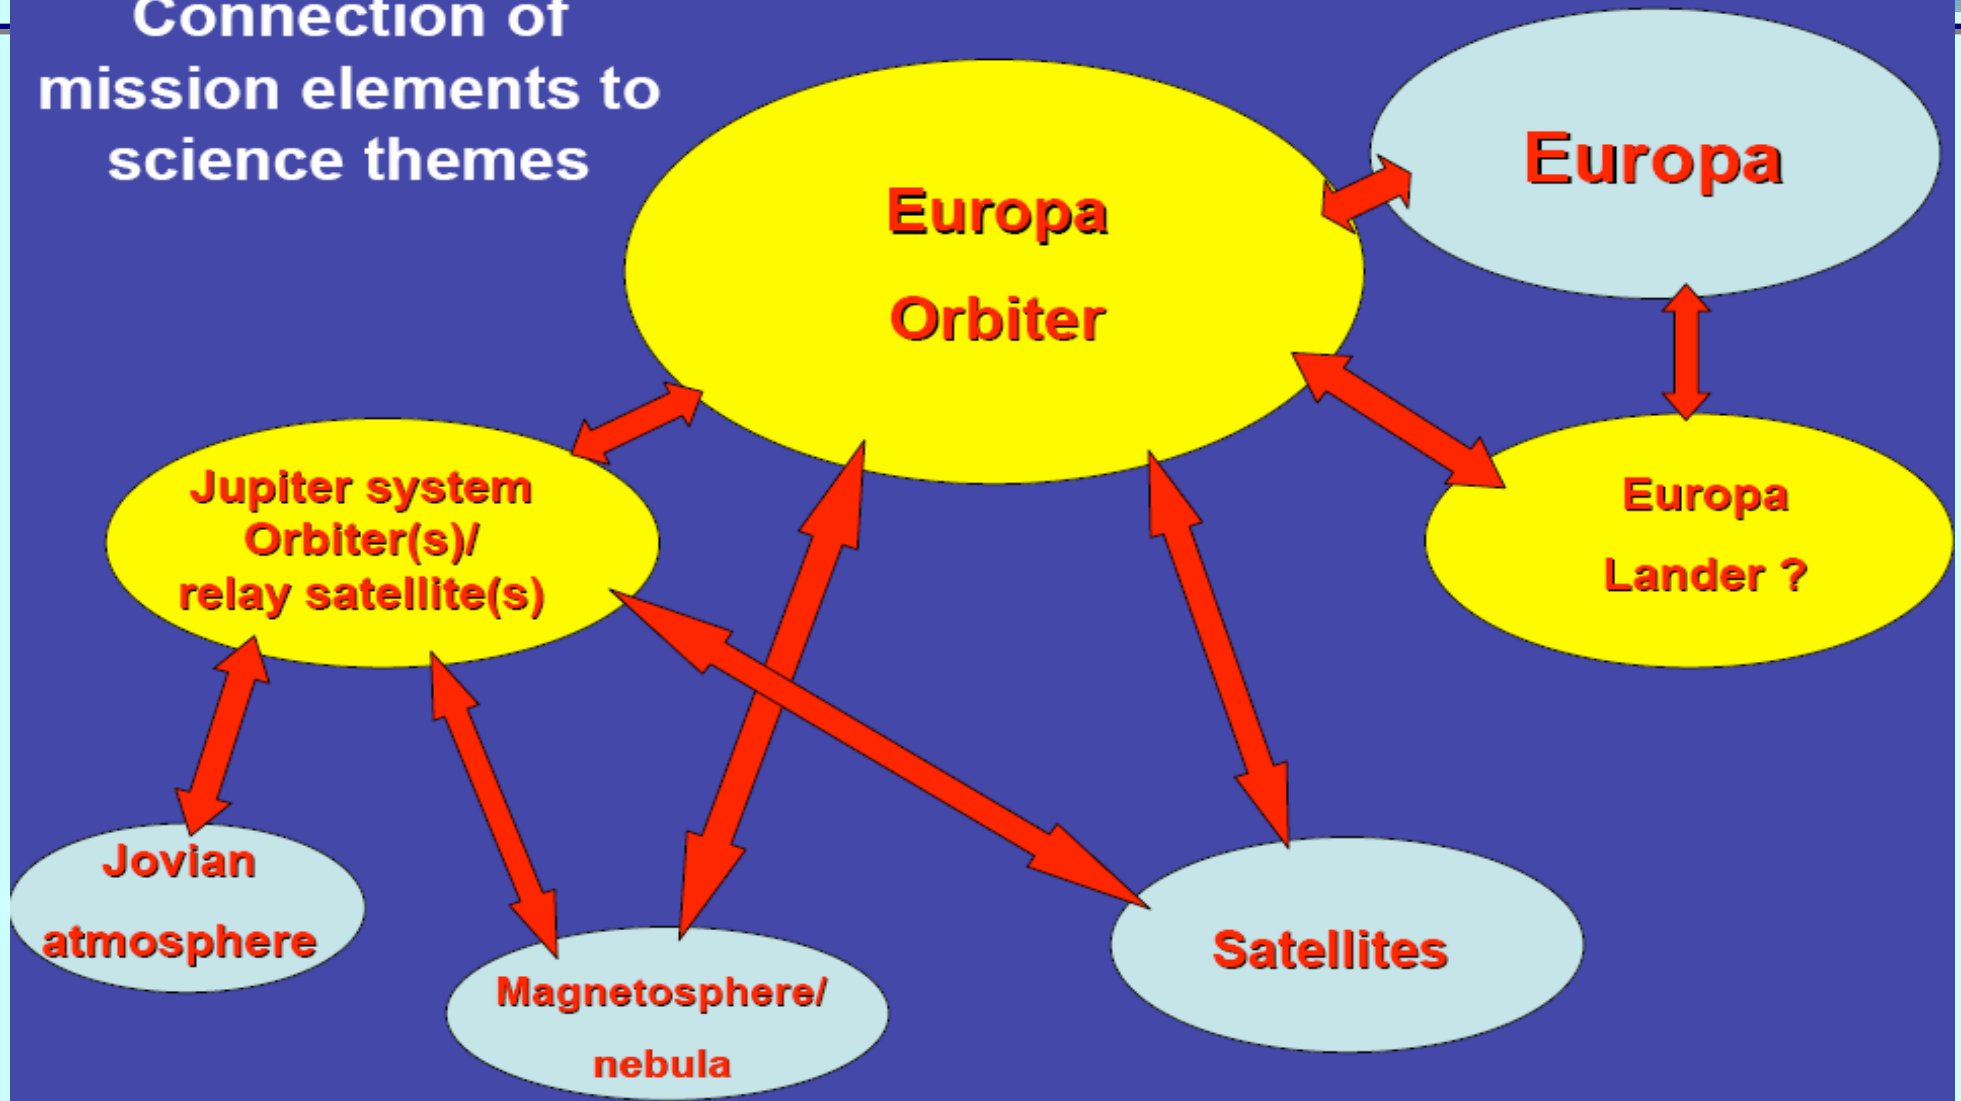 Connection of
mission elements to
science themes
Europa
Orbiter
Europa
Jupiter system
Orbiter(s)/
relay satellite(s)
Europa
Lander ?
Jovian
atmosphere
Magnetosphere/
nebula
Satellites